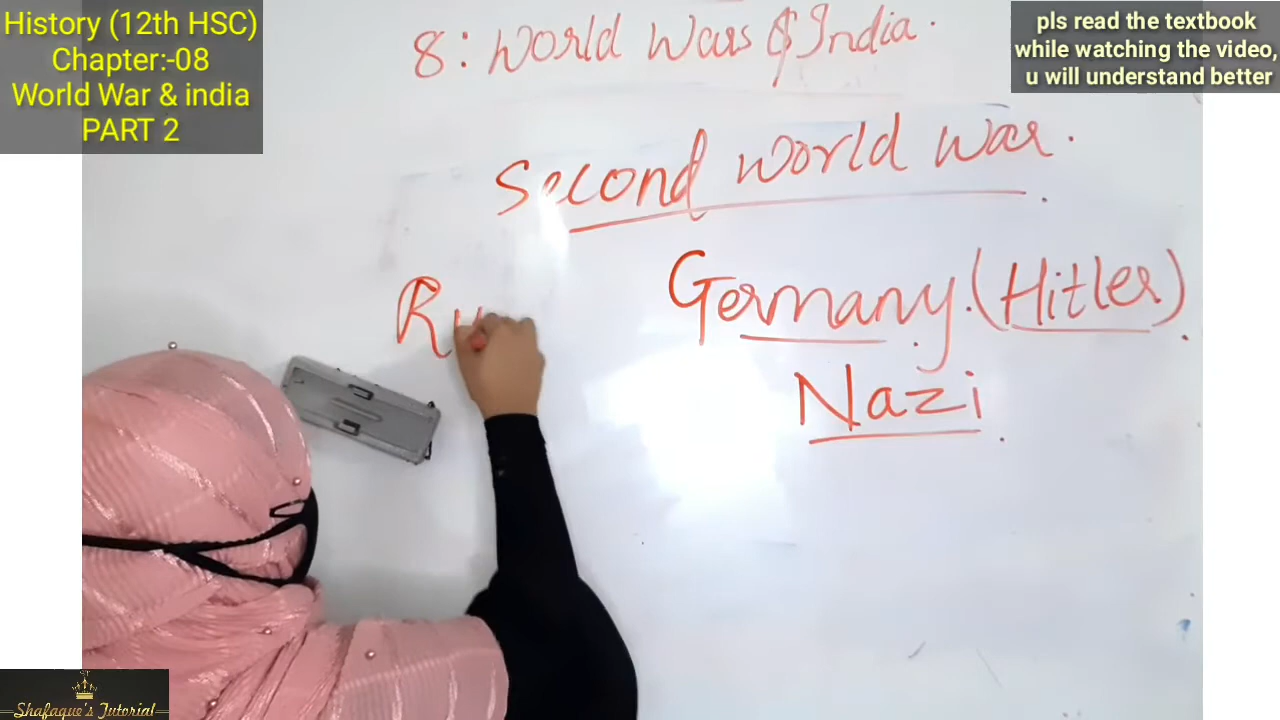 History (12th HSC)
Chapter:-08
World War & india
PART 2
pls read the textbook
while watching the video,
u will understand better
8: World Wars & India.
Second World War.
Germany. (Hitler)
Nazi
Ru
Shafaque's Tutorial